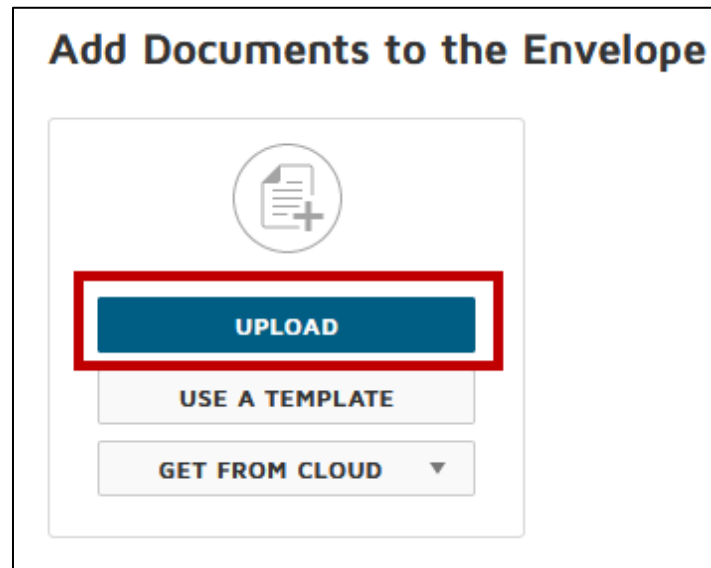 Add Documents to the Envelope
UPLOAD
USE A TEMPLATE
GET FROM CLOUD